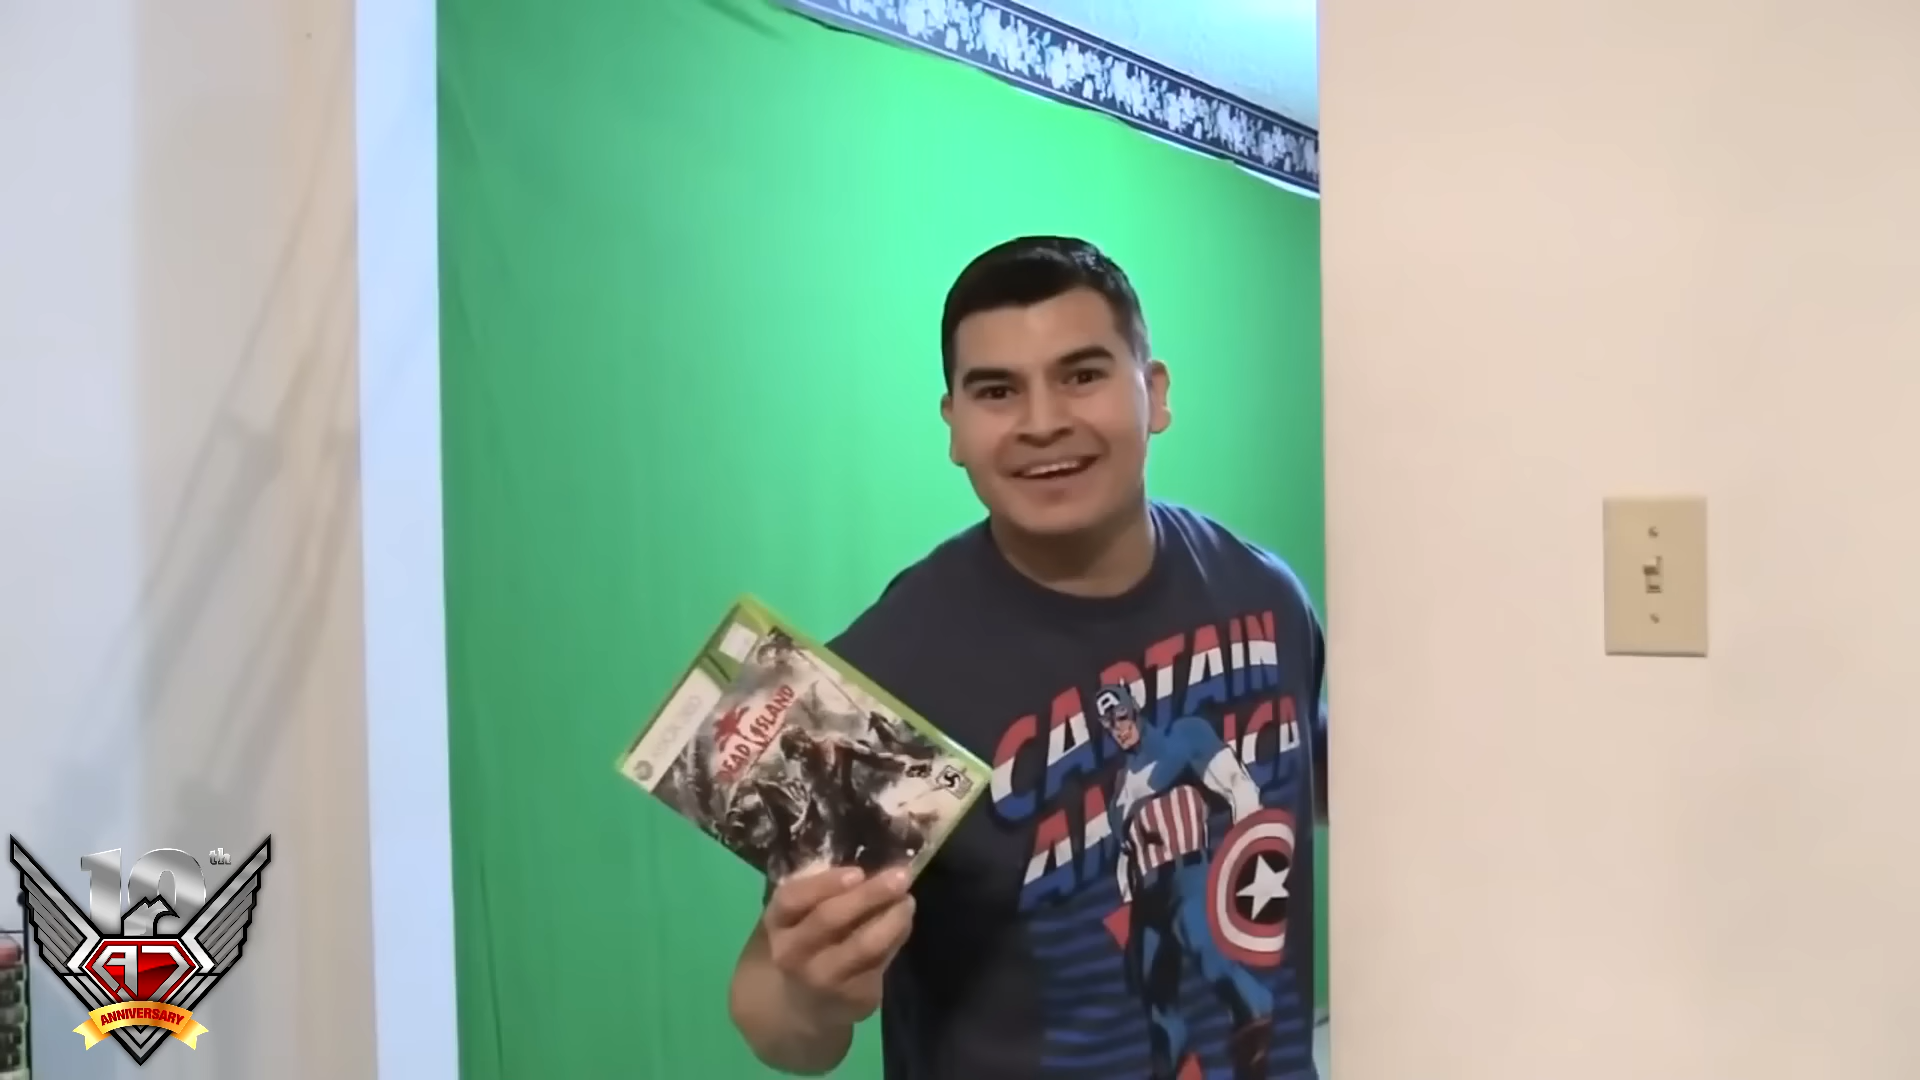 XBOX 360
DEAD ISLAND
CAPTAIN
AMERICA
A
10th
ANNIVERSARY